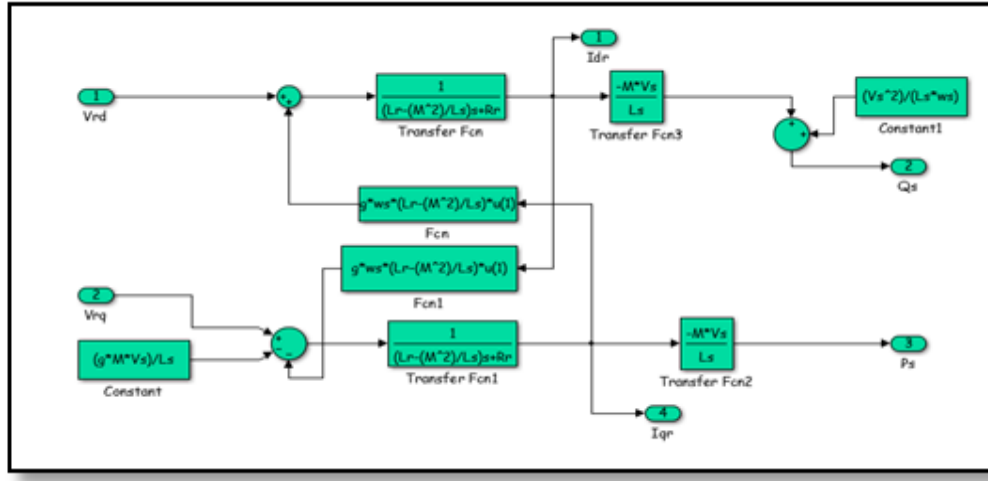 1
Idr
1
Vrd
+
+
1
(Lr-(M^2)/Ls)s+Rr
Transfer Fcn
-M*Vs
Ls
Transfer Fcn3
(Vs^2)/(Ls*ws)
Constant1
+
+
2
Qs
g*ws*(Lr-(M^2)/Ls)*u(1)
Fcn
g*ws*(Lr-(M^2)/Ls)*u(1)
Fcn1
2
Vrq
(g*M*Vs)/Ls
Constant
+
-
-
1
(Lr-(M^2)/Ls)s+Rr
Transfer Fcn1
-M*Vs
Ls
Transfer Fcn2
3
Ps
4
Iqr